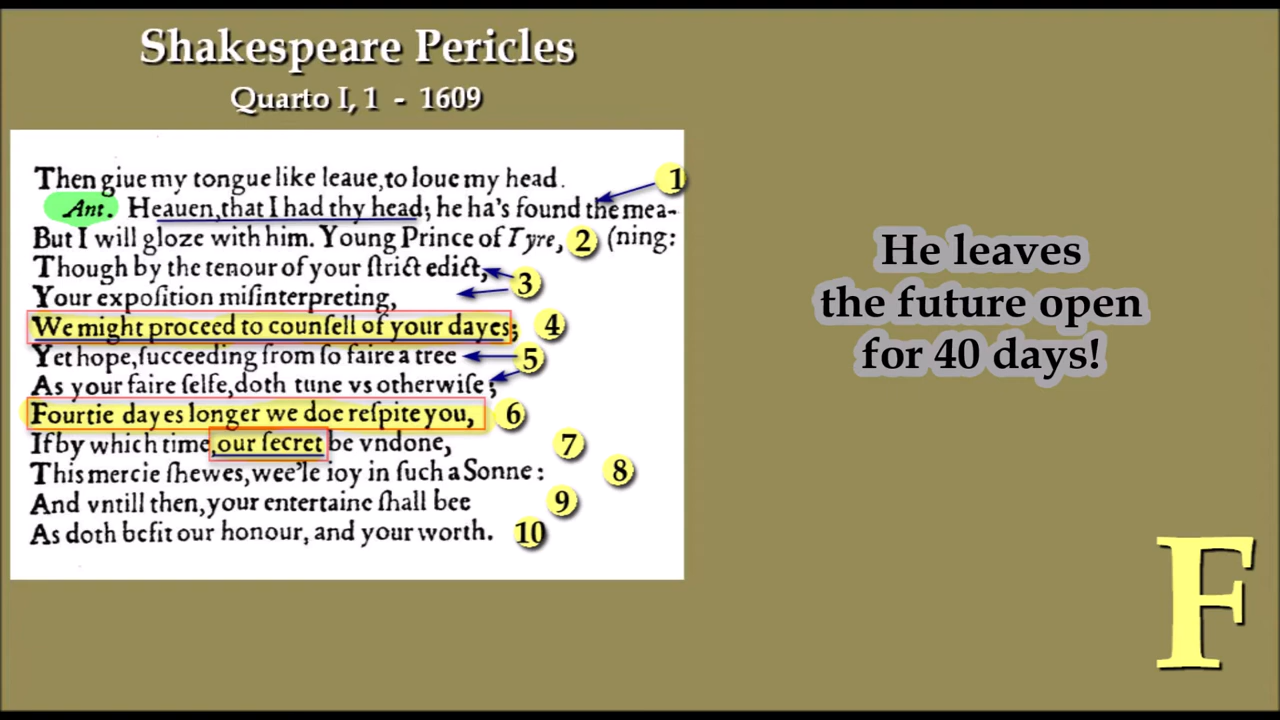 Shakespeare Pericles
Quarto I, 1 - 1609
Then giue my tongue like leaue,to loue my head.
1
Ant. Heauen,that I had thy head; he ha's found the mea-
But I will gloze with him. Young Prince of Tyre, 2 (ning:
Though by the tenour of your ſtrict edict,
3
Your expoſition miſinterpreting,
We might proceed to counſell of your dayes; 4
Yet hope,ſucceeding from ſo faire a tree 5
As your faire ſelfe,doth tune vs otherwiſe;
Fourtie dayes longer we doe reſpite you, 6
If by which time,our ſecret be vndone, 7
This mercie ſhewes,wee'le ioy in ſuch a Sonne: 8
And vntill then,your entertaine ſhall bee 9
As doth befit our honour, and your worth. 10
He leaves
the future open
for 40 days!
F